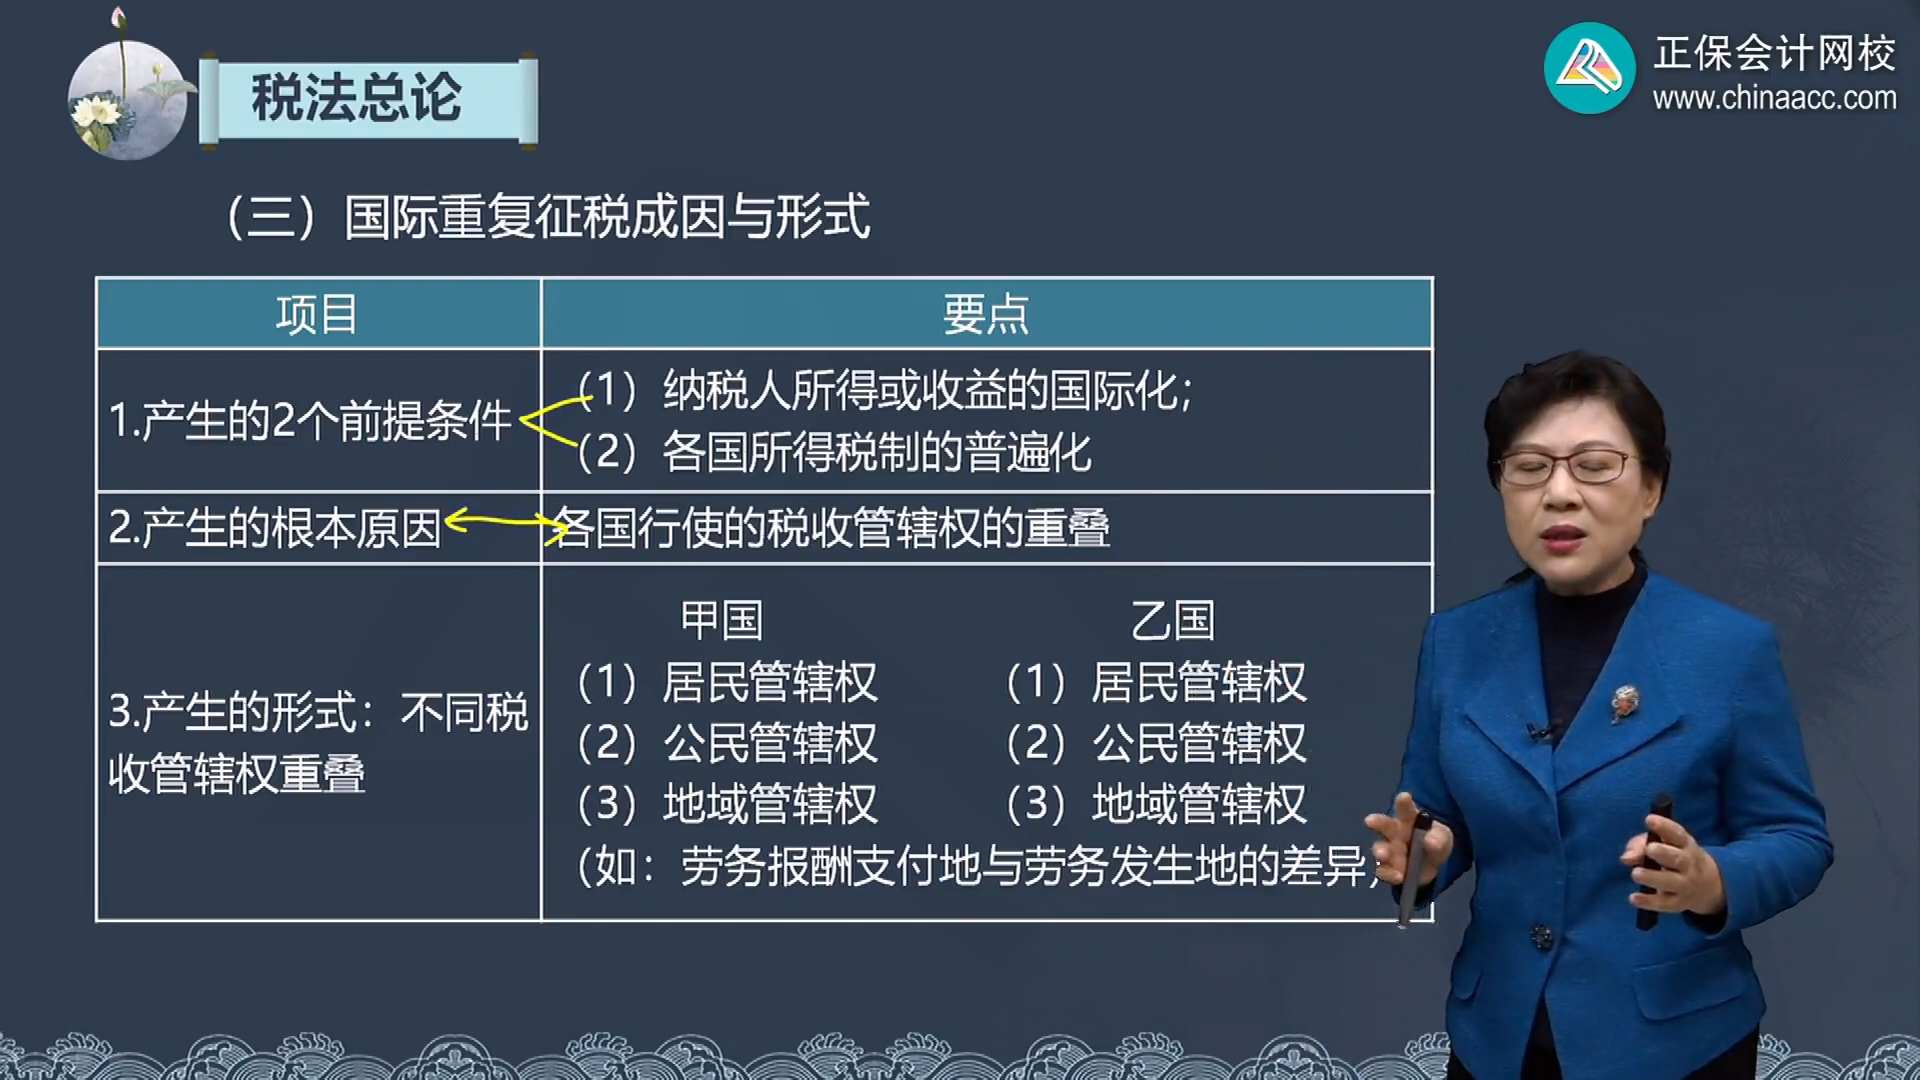 税法总论
正保会计网校
www.chinaacc.com
（三）国际重复征税成因与形式
项目
要点
1.产生的2个前提条件
（1）纳税人所得或收益的国际化；
（2）各国所得税制的普遍化
2.产生的根本原因
各国行使的税收管辖权的重叠
3.产生的形式：不同税
收管辖权重叠
甲国 乙国
（1）居民管辖权 （1）居民管辖权
（2）公民管辖权 （2）公民管辖权
（3）地域管辖权 （3）地域管辖权
（如：劳务报酬支付地与劳务发生地的差异）